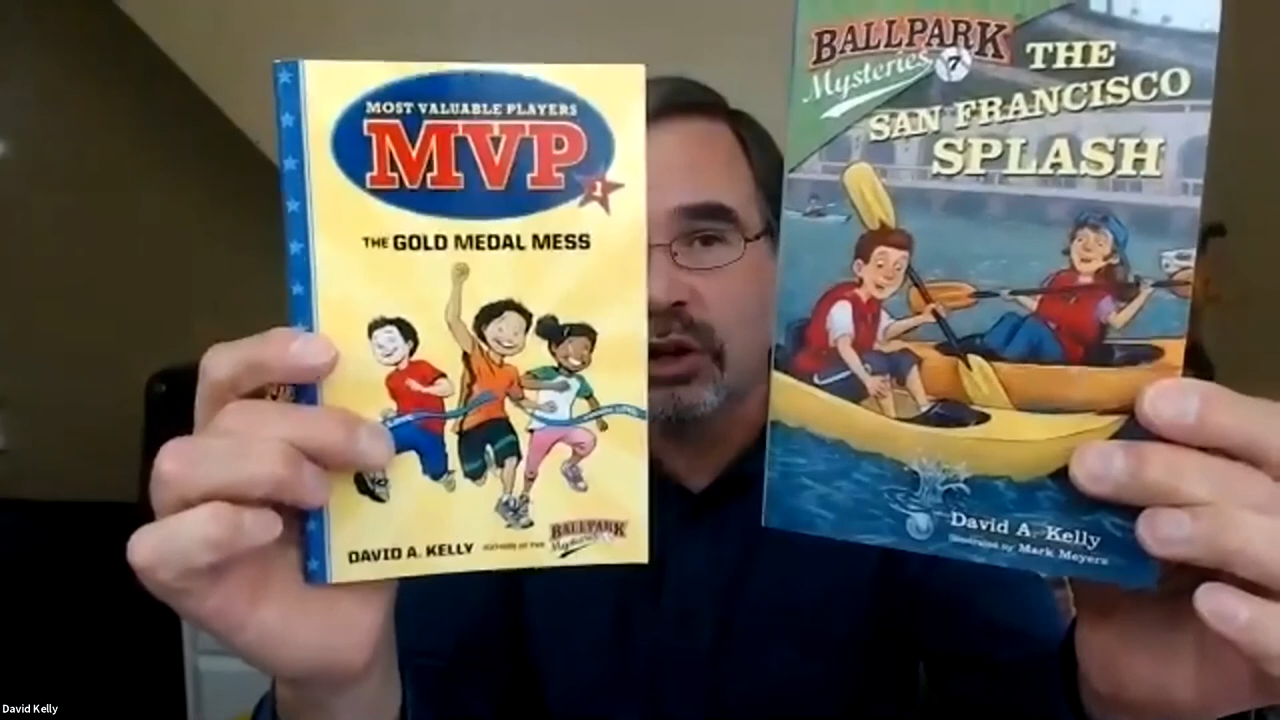 MOST VALUABLE PLAYERS
MVP
1
THE GOLD MEDAL MESS
DAVID A. KELLY AUTHOR OF THE BALLPARK Mysteries
BALLPARK
Mysteries 7
THE
SAN FRANCISCO
SPLASH
David A. Kelly
Illustrated by Mark Meyers
David Kelly